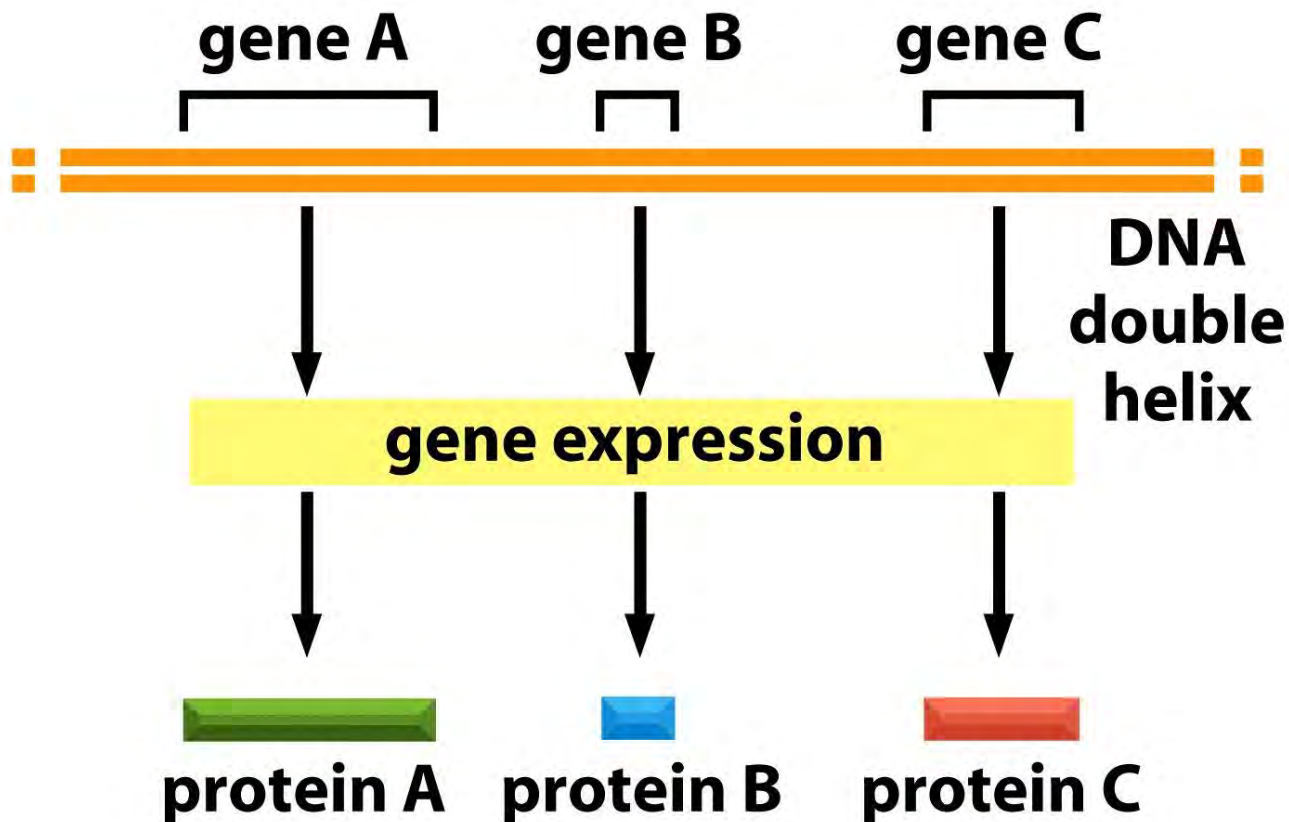 gene A
gene B
gene C
DNA
double
helix
gene expression
protein A
protein B
protein C